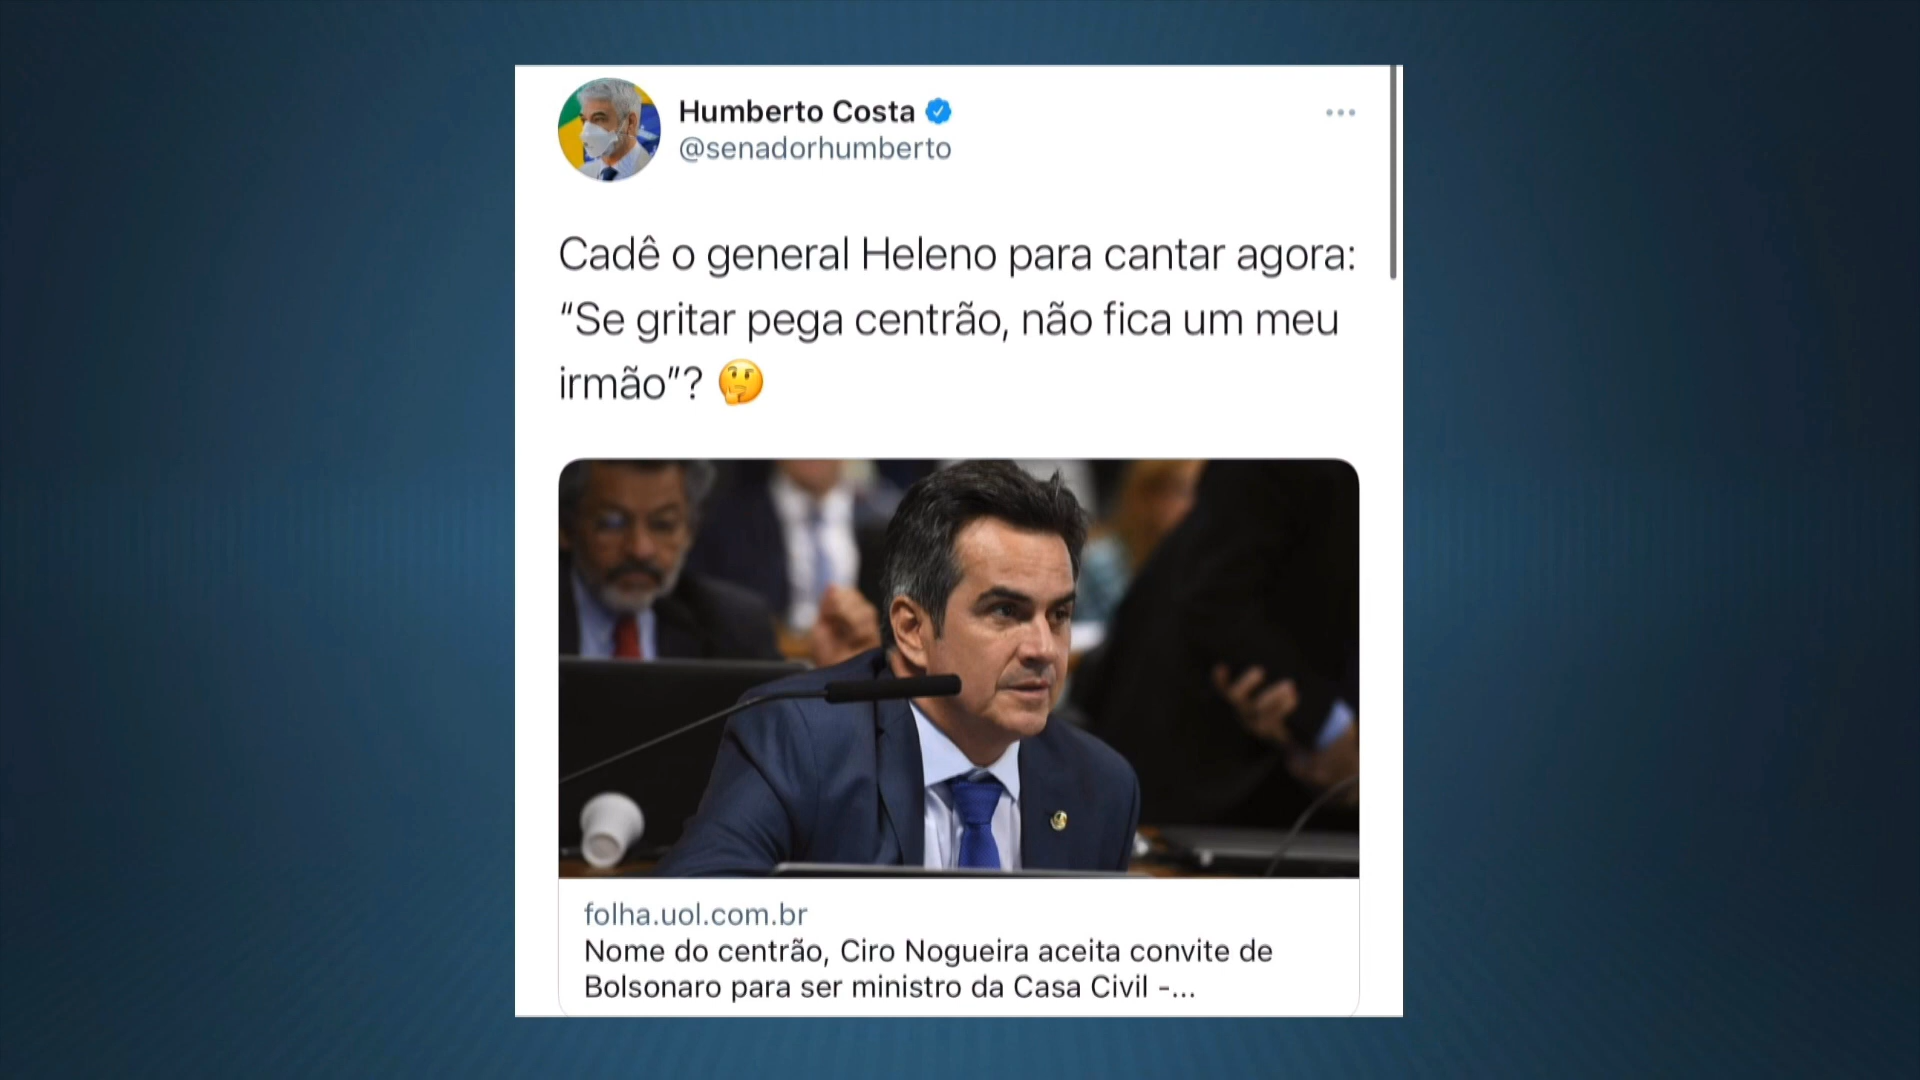 Humberto Costa
@senadorhumberto
Cadê o general Heleno para cantar agora:
“Se gritar pega centrão, não fica um meu
irmão”? 🤔
folha.uol.com.br
Nome do centrão, Ciro Nogueira aceita convite de
Bolsonaro para ser ministro da Casa Civil -...